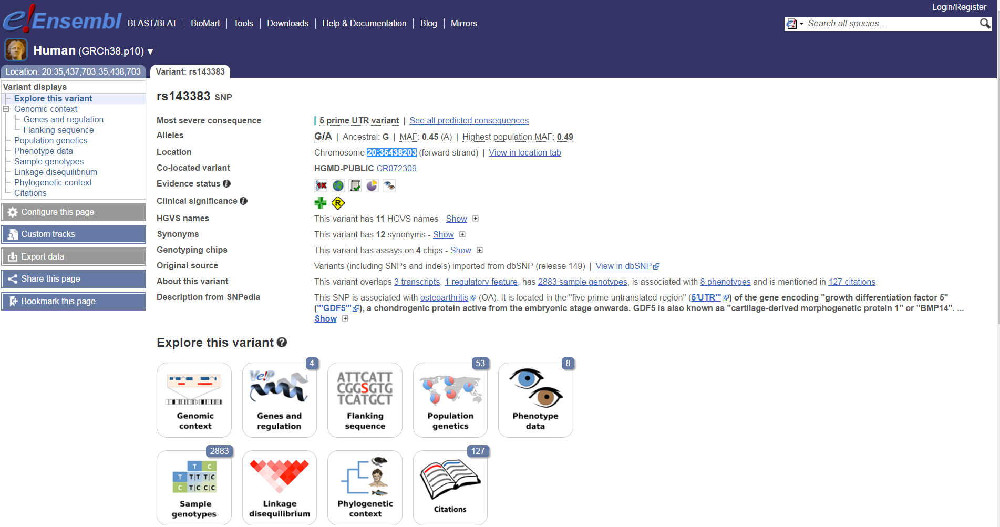 Login/Register
e!Ensembl BLAST/BLAT | BioMart | Tools | Downloads | Help & Documentation | Blog | Mirrors
Search all species…
Human (GRCh38.p10) ▼
Location: 20:35,437,703-35,438,703
Variant: rs143383
Variant displays
Explore this variant
Genomic context
Genes and regulation
Flanking sequence
Population genetics
Phenotype data
Sample genotypes
Linkage disequilibrium
Phylogenetic context
Citations
Configure this page
Custom tracks
Export data
Share this page
Bookmark this page
rs143383 SNP
Most severe consequence 5 prime UTR variant | See all predicted consequences
Alleles G/A | Ancestral: G | MAF: 0.45 (A) | Highest population MAF: 0.49
Location Chromosome 20:35438203 (forward strand) | View in location tab
Co-located variant HGMD-PUBLIC CR072309
Evidence status i 1K
Clinical significance i R
HGVS names This variant has 11 HGVS names - Show
Synonyms This variant has 12 synonyms - Show
Genotyping chips This variant has assays on 4 chips - Show
Original source Variants (including SNPs and indels) imported from dbSNP (release 149) | View in dbSNP
About this variant This variant overlaps 3 transcripts, 1 regulatory feature, has 2883 sample genotypes, is associated with 8 phenotypes and is mentioned in 127 citations.
Description from SNPedia This SNP is associated with osteoarthritis (OA). It is located in the "five prime untranslated region" (5'UTR'") of the gene encoding "growth differentiation factor 5"
('"GDF5'"), a chondrogenic protein active from the embryonic stage onwards. GDF5 is also known as "cartilage-derived morphogenetic protein 1" or "BMP14". ...
Show
Explore this variant ?
Genomic
context
4
Ve!P
Genes and
regulation
ATTCATT
CGGSGTG
TCATGCT
Flanking
sequence
53
Population
genetics
8
Phenotype
data
2883
T C
T T|T T|C
C T|C C|C
Sample
genotypes
Linkage
disequilibrium
Phylogenetic
context
127
Citations